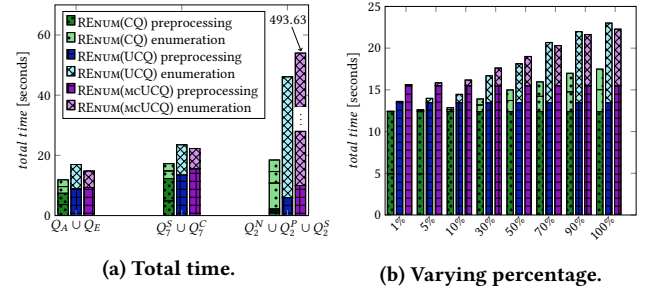 493.63
RENUM(CQ) preprocessing
RENUM(CQ) enumeration
RENUM(UCQ) preprocessing
RENUM(UCQ) enumeration
RENUM(MCUCQ) preprocessing
RENUM(MCUCQ) enumeration
total time [seconds]
60
40
20
0
Q_A ∪ Q_E
Q_7^S ∪ Q_7^C
Q_2^N ∪ Q_2^P ∪ Q_2^S
(a) Total time.
total time [seconds]
25
20
15
10
5
0
1%
5%
10%
30%
50%
70%
90%
100%
(b) Varying percentage.